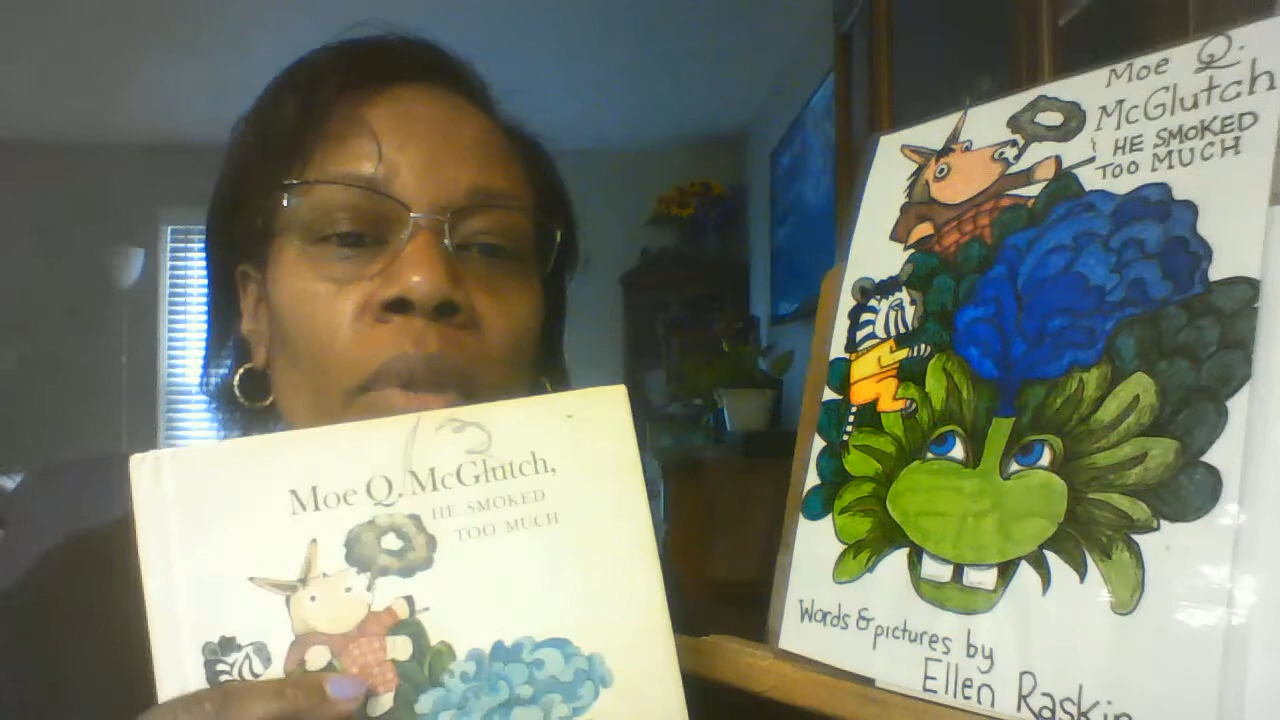 Moe Q. McGlutch,
HE SMOKED
TOO MUCH
Moe Q.
McGlutch
HE SMOKED
TOO MUCH
Words & pictures by
Ellen Raskin